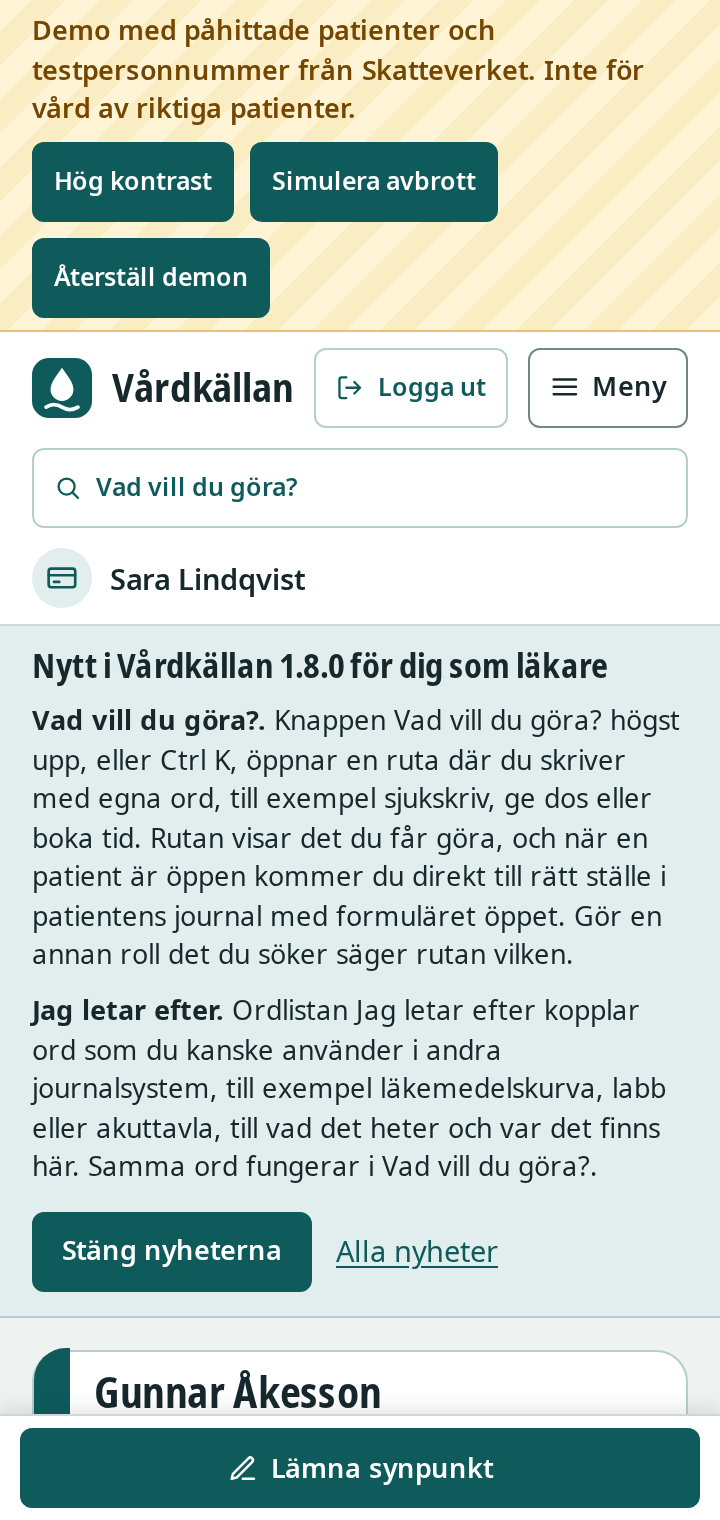 Demo med påhittade patienter och
testpersonnummer från Skatteverket. Inte för
vård av riktiga patienter.
Hög kontrast
Simulera avbrott
Återställ demon
Vårdkällan
Logga ut
Meny
Vad vill du göra?
Sara Lindqvist
Nytt i Vårdkällan 1.8.0 för dig som läkare
Vad vill du göra?. Knappen Vad vill du göra? högst
upp, eller Ctrl K, öppnar en ruta där du skriver
med egna ord, till exempel sjukskriv, ge dos eller
boka tid. Rutan visar det du får göra, och när en
patient är öppen kommer du direkt till rätt ställe i
patientens journal med formuläret öppet. Gör en
annan roll det du söker säger rutan vilken.
Jag letar efter. Ordlistan Jag letar efter kopplar
ord som du kanske använder i andra
journalsystem, till exempel läkemedelskurva, labb
eller akuttavla, till vad det heter och var det finns
här. Samma ord fungerar i Vad vill du göra?.
Stäng nyheterna
Alla nyheter
Gunnar Åkesson
Lämna synpunkt